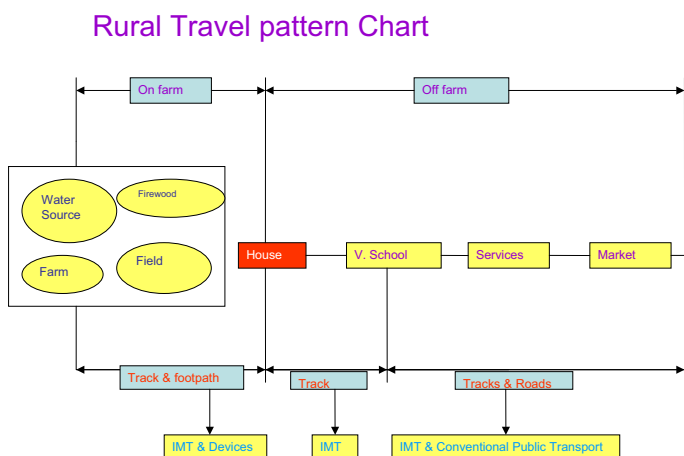 Rural Travel pattern Chart
On farm
Off farm
Water
Source
Firewood
Farm
Field
House
V. School
Services
Market
Track & footpath
Track
Tracks & Roads
IMT & Devices
IMT
IMT & Conventional Public Transport